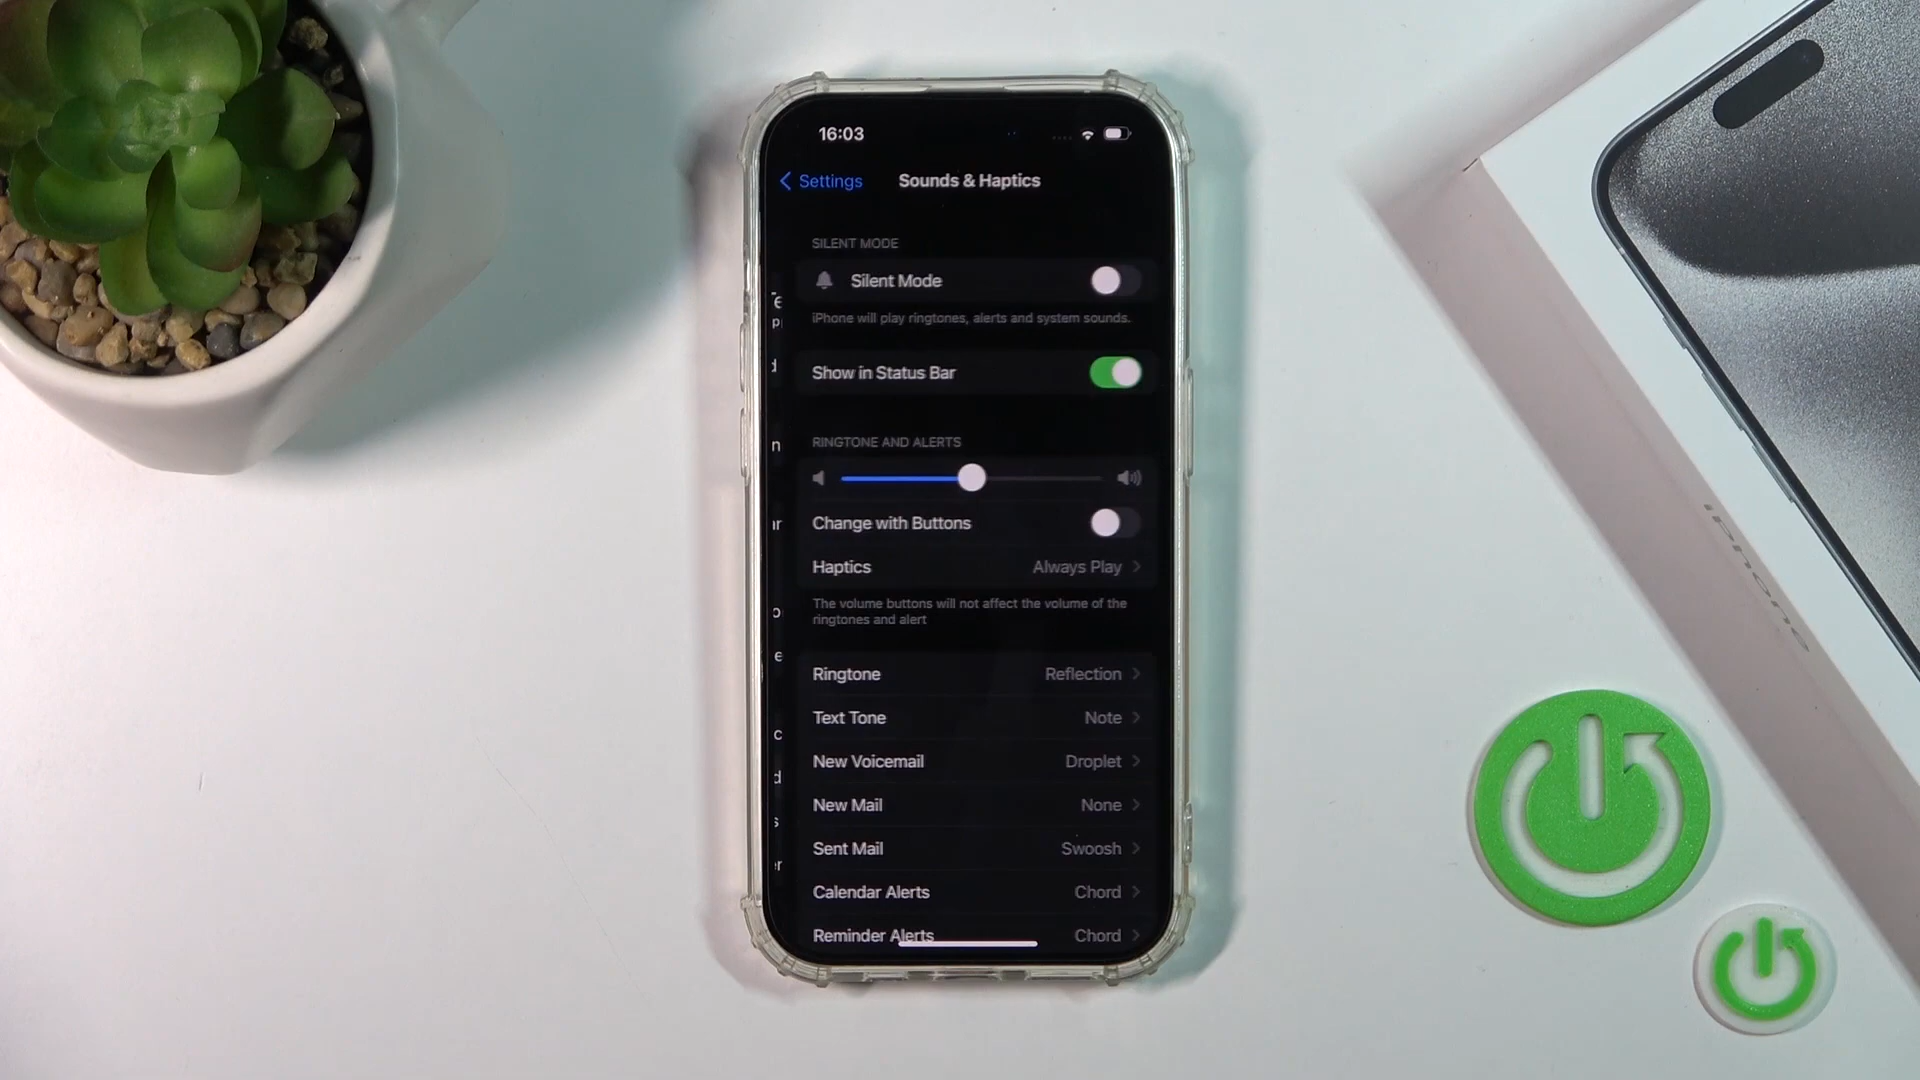 16:03
Settings
Sounds & Haptics
SILENT MODE
Silent Mode
iPhone will play ringtones, alerts and system sounds.
Show in Status Bar
RINGTONE AND ALERTS
Change with Buttons
Haptics Always Play
The volume buttons will not affect the volume of the
ringtones and alert
Ringtone Reflection
Text Tone Note
New Voicemail Droplet
New Mail None
Sent Mail Swoosh
Calendar Alerts Chord
Reminder Alerts Chord
iPhone